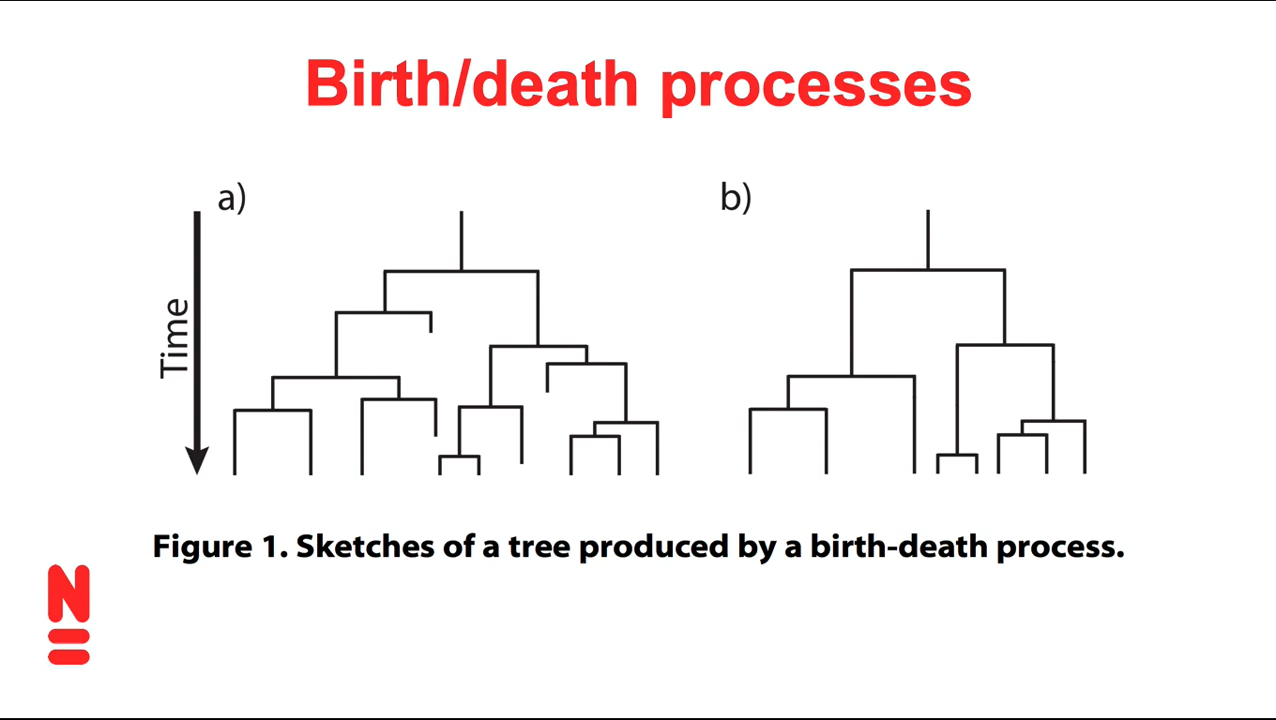 Birth/death processes
a)
b)
Time
Figure 1. Sketches of a tree produced by a birth-death process.
N